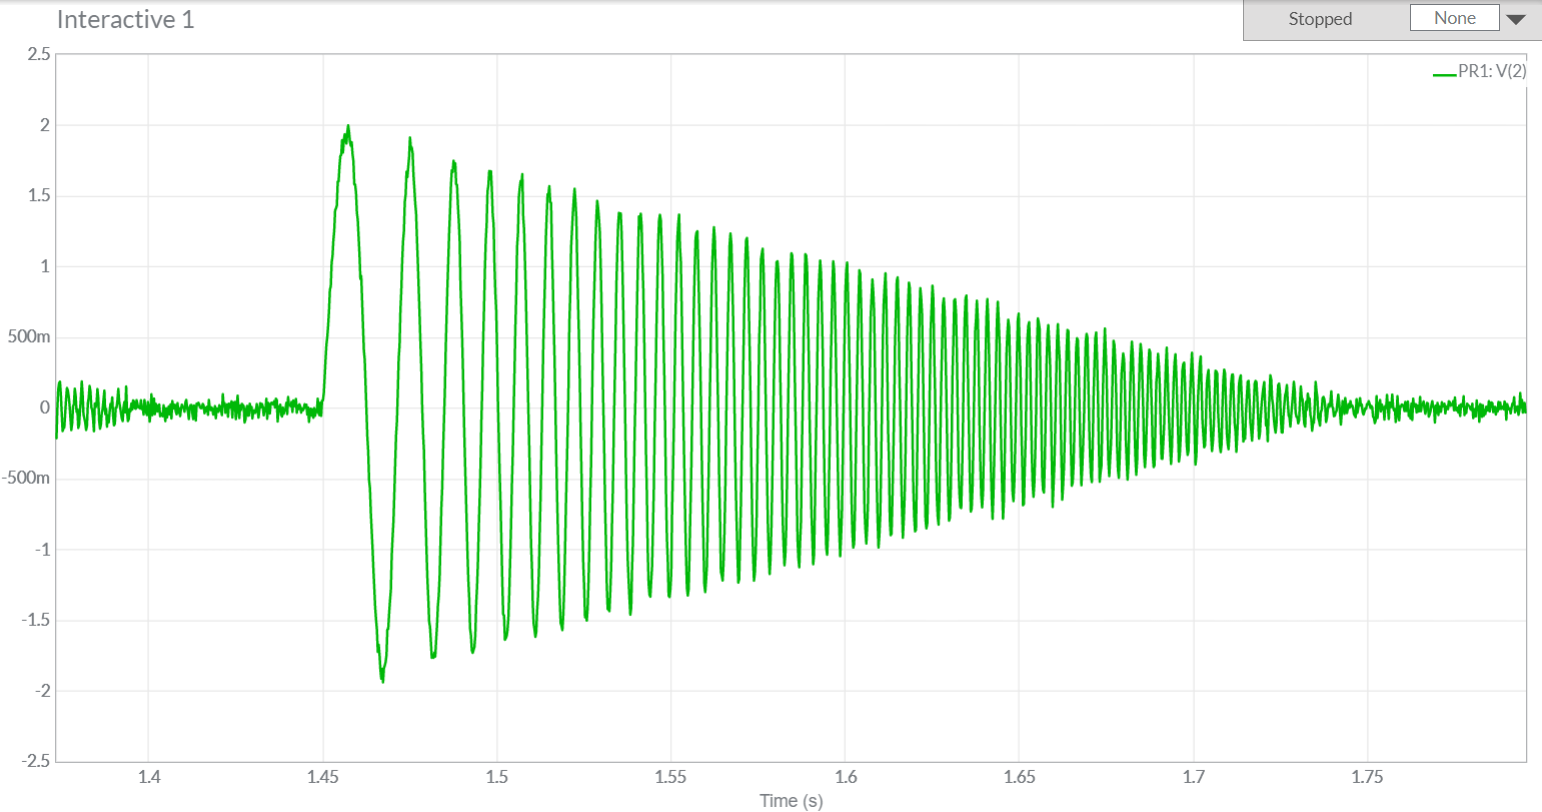 Interactive 1
Stopped
None
2.5
PR1: V(2)
2
1.5
1
500m
0
-500m
-1
-1.5
-2
-2.5
1.4 1.45 1.5 1.55 1.6 1.65 1.7 1.75
Time (s)